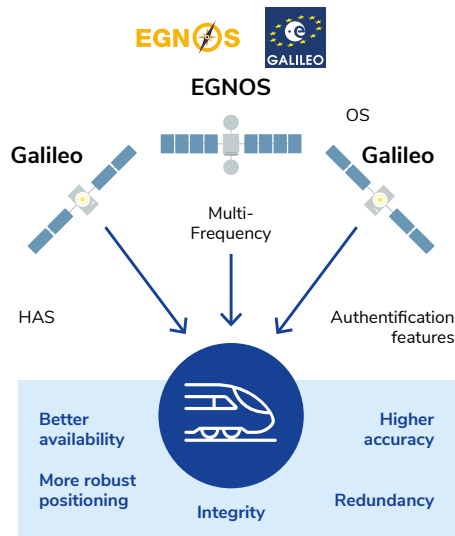 EGNOS
GALILEO
EGNOS
OS
Galileo
Galileo
Multi-
Frequency
HAS
Authentification
features
Better
availability
Higher
accuracy
More robust
positioning
Integrity
Redundancy